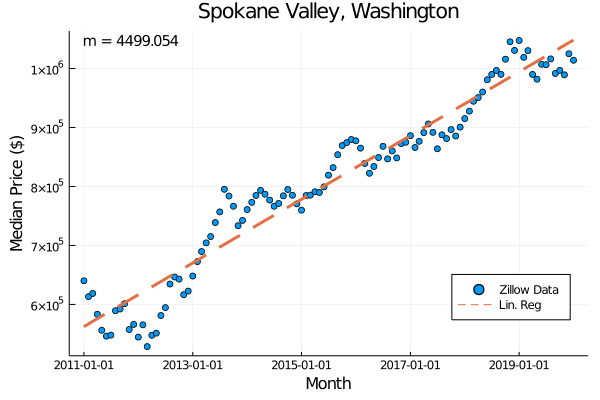 Spokane Valley, Washington
m = 4499.054
1×10⁶
9×10⁵
8×10⁵
7×10⁵
6×10⁵
Median Price ($)
Zillow Data
Lin. Reg
2011-01-01 2013-01-01 2015-01-01 2017-01-01 2019-01-01
Month